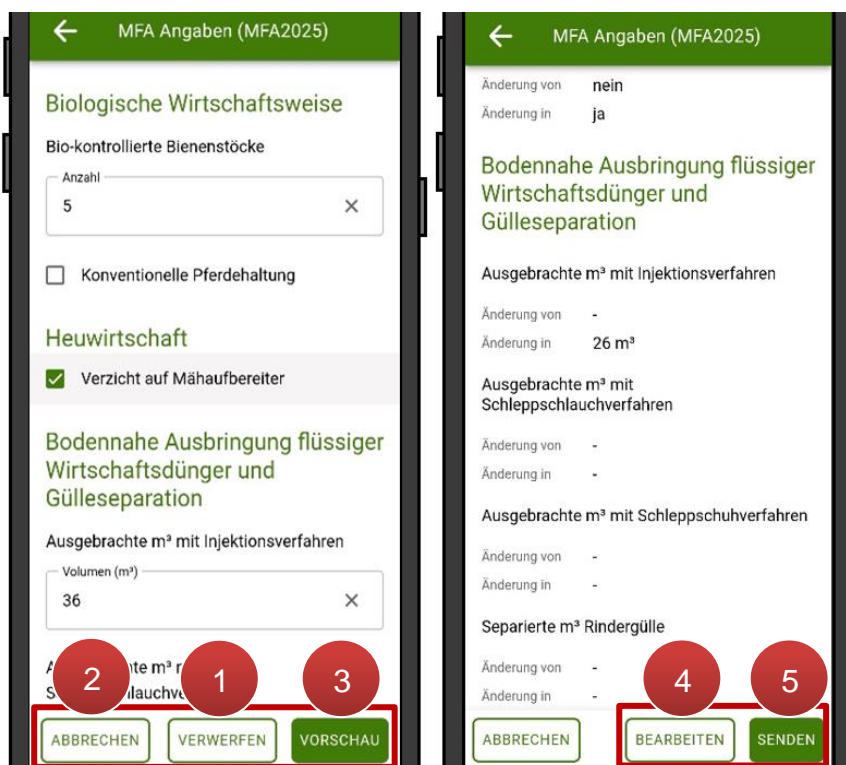 MFA Angaben (MFA2025)
Biologische Wirtschaftsweise
Bio-kontrollierte Bienenstöcke
Anzahl
5
Konventionelle Pferdehaltung
Heuwirtschaft
Verzicht auf Mähaufbereiter
Bodennahe Ausbringung flüssiger
Wirtschaftsdünger und
Gülleseparation
Ausgebrachte m³ mit Injektionsverfahren
Volumen (m³)
36
2
1
3
ABBRECHEN
VERWERFEN
VORSCHAU
MFA Angaben (MFA2025)
Änderung von nein
Änderung in ja
Bodennahe Ausbringung flüssiger
Wirtschaftsdünger und
Gülleseparation
Ausgebrachte m³ mit Injektionsverfahren
Änderung von -
Änderung in 26 m³
Ausgebrachte m³ mit
Schleppschlauchverfahren
Änderung von -
Änderung in -
Ausgebrachte m³ mit Schleppschuhverfahren
Änderung von -
Änderung in -
Separierte m³ Rindergülle
Änderung von -
Änderung in -
4
5
ABBRECHEN
BEARBEITEN
SENDEN